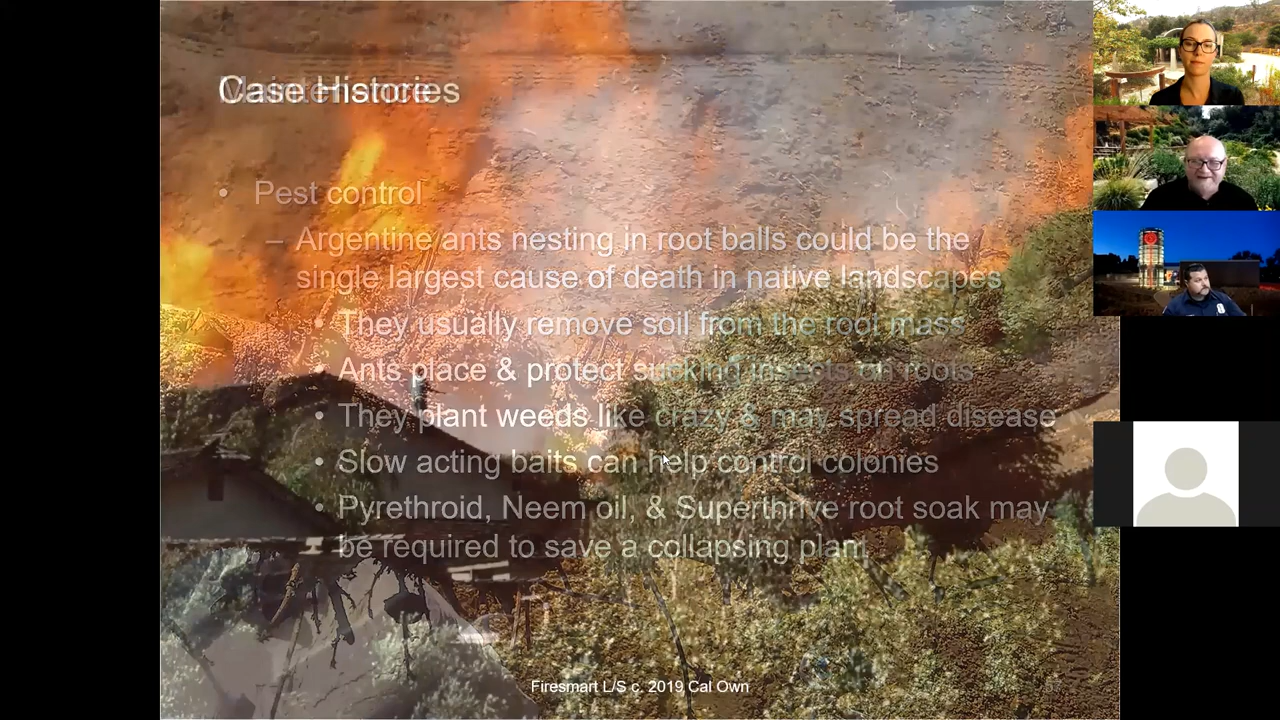 Case Histories
Maintenance
• Pest control
– Argentine ants nesting in root balls could be the
single largest cause of death in native landscapes
• They usually remove soil from the root mass
• Ants place & protect sucking insects on roots
• They plant weeds like crazy & may spread disease
• Slow acting baits can help control colonies
• Pyrethroid, Neem oil, & Superthrive root soak may
be required to save a collapsing plant.
Firesmart L/S c. 2019 Cal Own